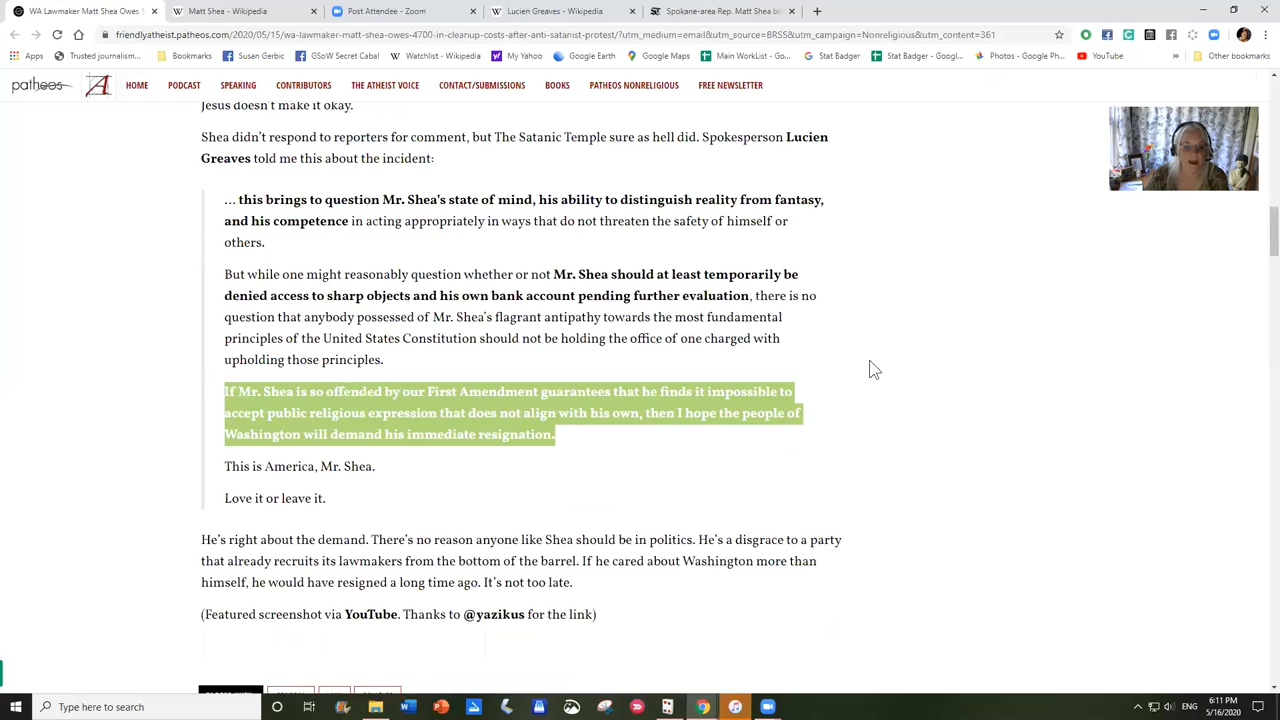 WA Lawmaker Matt Shea Owes $
Matt Shea - Wikipedia
Post Attendee - Zoom
Lucien Greaves - Wikipedia
Spokane-area Rep. Matt Shea bil
friendlyatheist.patheos.com/2020/05/15/wa-lawmaker-matt-shea-owes-4700-in-cleanup-costs-after-anti-satanist-protest/?utm_medium=email&utm_source=BRSS&utm_campaign=Nonreligious&utm_content=361
Apps Trusted journalism... Bookmarks Susan Gerbic GSoW Secret Cabal Watchlist - Wikipedia My Yahoo Google Earth Google Maps Main WorkList - Goo... Stat Badger Stat Badger - Googl... Photos - Google Ph... YouTube » Other bookmarks
patheos HOME PODCAST SPEAKING CONTRIBUTORS THE ATHEIST VOICE CONTACT/SUBMISSIONS BOOKS PATHEOS NONRELIGIOUS FREE NEWSLETTER
Jesus doesn't make it okay.
Shea didn't respond to reporters for comment, but The Satanic Temple sure as hell did. Spokesperson Lucien
Greaves told me this about the incident:
… this brings to question Mr. Shea's state of mind, his ability to distinguish reality from fantasy,
and his competence in acting appropriately in ways that do not threaten the safety of himself or
others.
But while one might reasonably question whether or not Mr. Shea should at least temporarily be
denied access to sharp objects and his own bank account pending further evaluation, there is no
question that anybody possessed of Mr. Shea's flagrant antipathy towards the most fundamental
principles of the United States Constitution should not be holding the office of one charged with
upholding those principles.
If Mr. Shea is so offended by our First Amendment guarantees that he finds it impossible to
accept public religious expression that does not align with his own, then I hope the people of
Washington will demand his immediate resignation.
This is America, Mr. Shea.
Love it or leave it.
He's right about the demand. There's no reason anyone like Shea should be in politics. He's a disgrace to a party
that already recruits its lawmakers from the bottom of the barrel. If he cared about Washington more than
himself, he would have resigned a long time ago. It's not too late.
(Featured screenshot via YouTube. Thanks to @yazikus for the link)
Type here to search
ENG
6:11 PM
5/16/2020